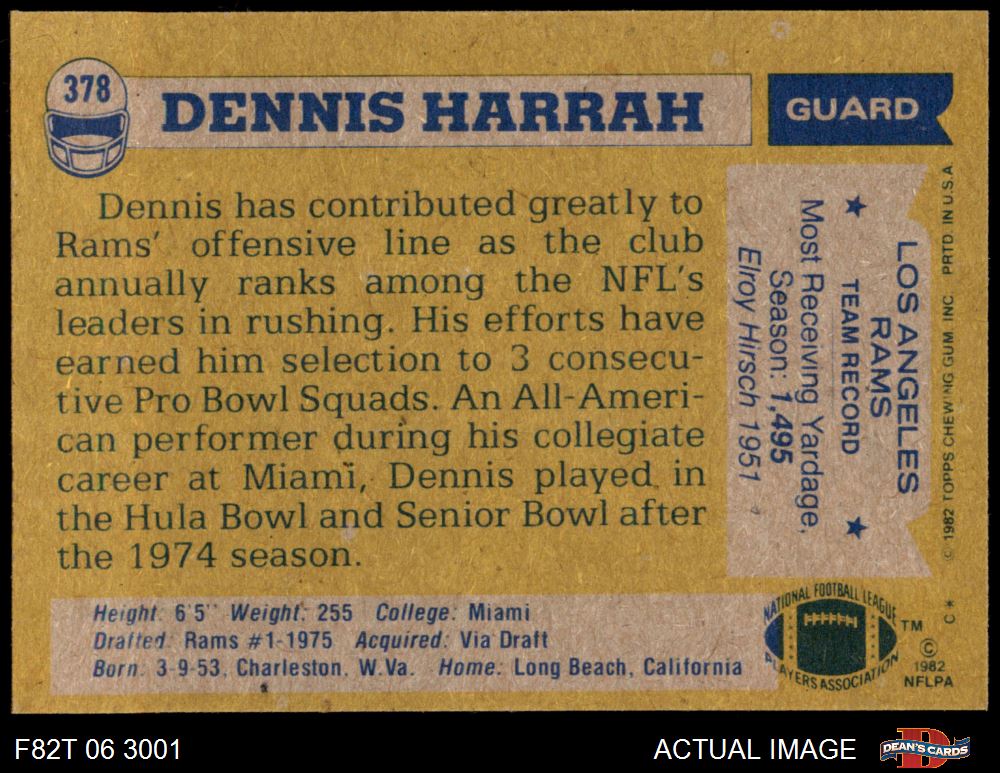 378
DENNIS HARRAH
GUARD
Dennis has contributed greatly to
Rams' offensive line as the club
annually ranks among the NFL's
leaders in rushing. His efforts have
earned him selection to 3 consecu-
tive Pro Bowl Squads. An All-Ameri-
can performer during his collegiate
career at Miami, Dennis played in
the Hula Bowl and Senior Bowl after
the 1974 season.
LOS ANGELES
RAMS
★ TEAM RECORD ★
Most Receiving Yardage,
Season: 1,495
Elroy Hirsch 1951
© 1982 TOPPS CHEWING GUM INC PRTD IN U.S.A
C*
Height: 6'5" Weight: 255 College: Miami
Drafted: Rams #1-1975 Acquired: Via Draft
Born: 3-9-53, Charleston, W.Va. Home: Long Beach, California
NATIONAL FOOTBALL LEAGUE
PLAYERS ASSOCIATION
TM
©
1982
NFLPA
F82T 06 3001
ACTUAL IMAGE
DEAN'S CARDS